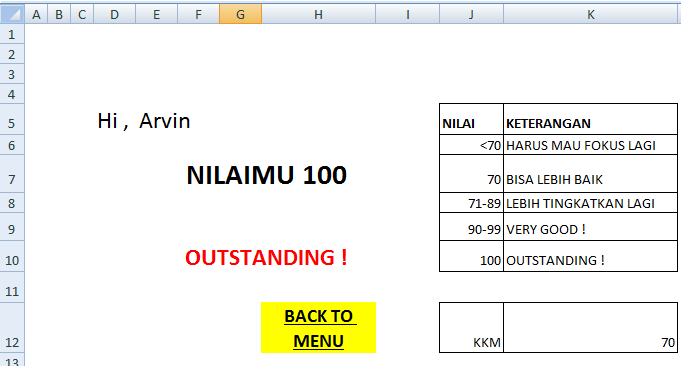 A B C D E F G H I J K
1
2
3
4
5 Hi , Arvin NILAI KETERANGAN
6 <70 HARUS MAU FOKUS LAGI
7 NILAIMU 100 70 BISA LEBIH BAIK
8 71-89 LEBIH TINGKATKAN LAGI
9 90-99 VERY GOOD !
10 OUTSTANDING ! 100 OUTSTANDING !
11
BACK TO
12 MENU KKM 70
13